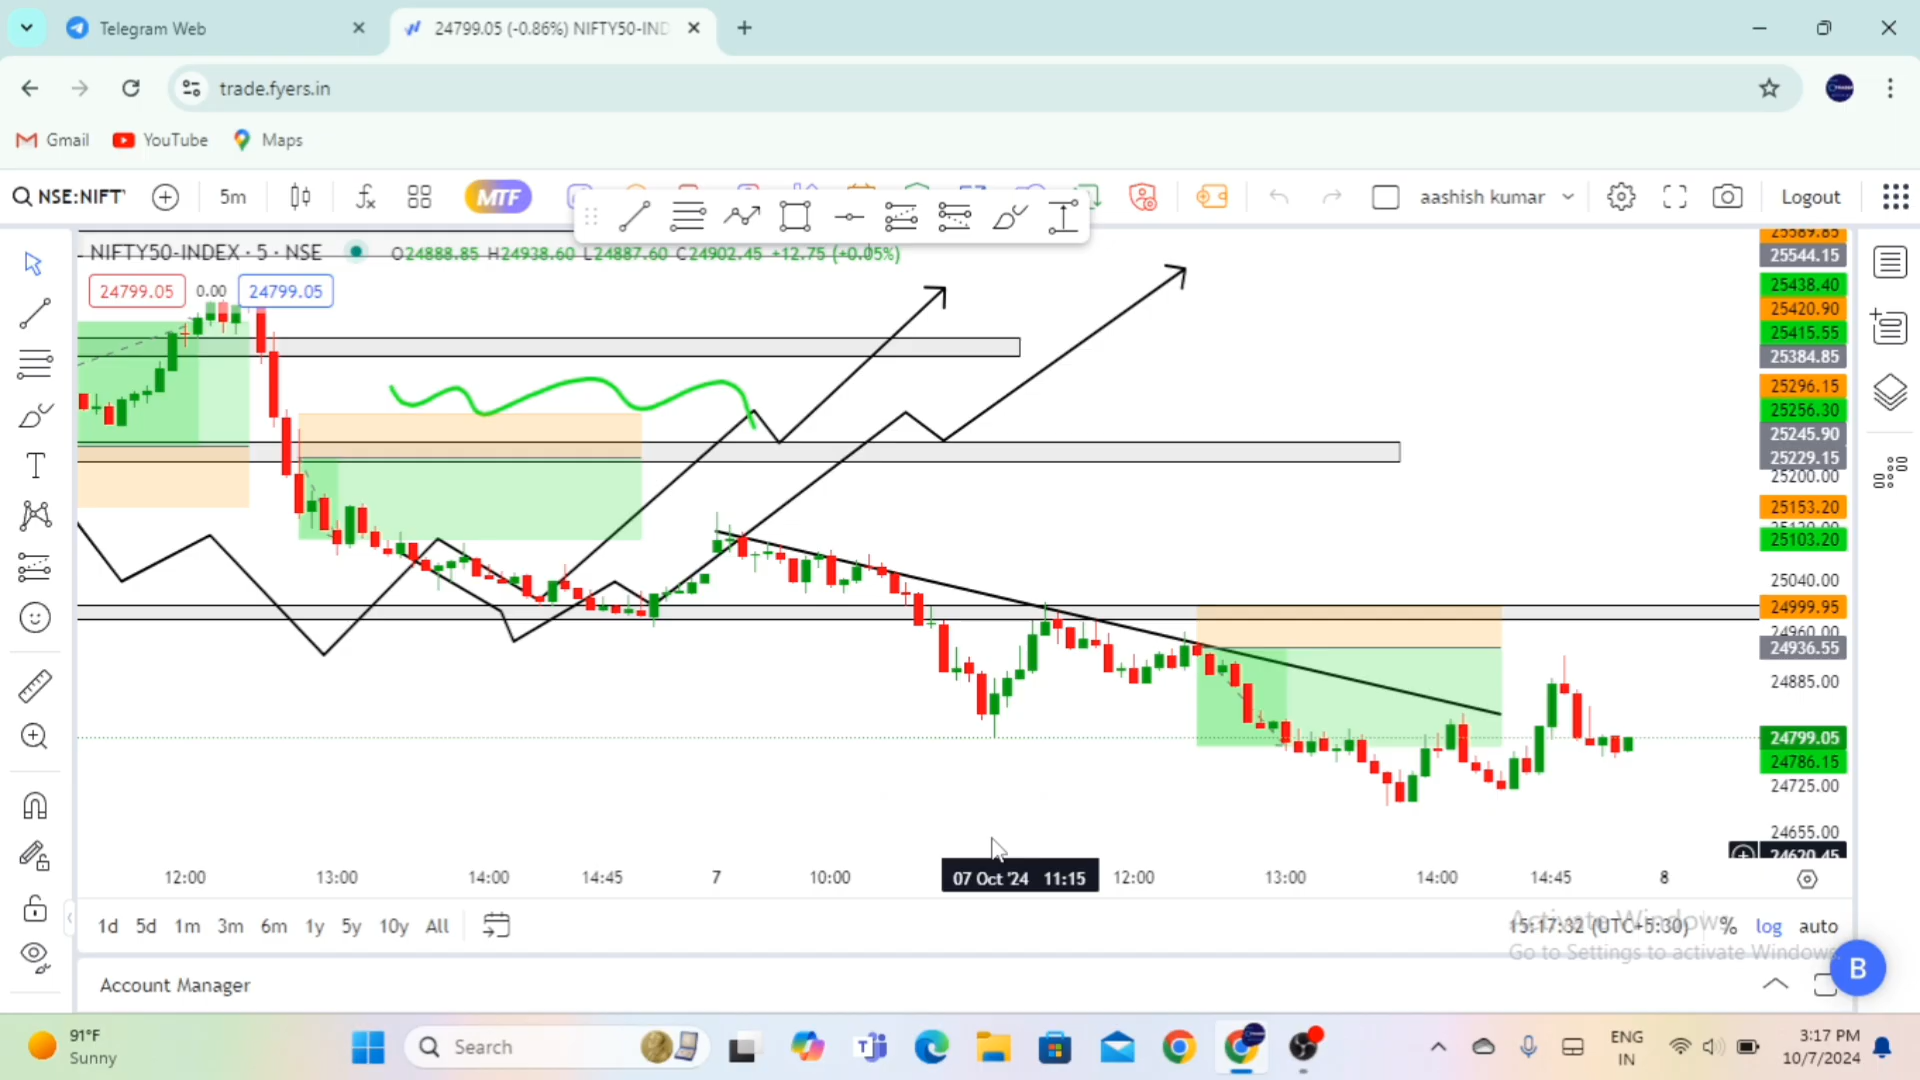 Telegram Web
24799.05 (-0.86%) NIFTY50-IND
trade.fyers.in
Gmail
YouTube
Maps
NSE:NIFT
5m
MTF
aashish kumar
Logout
NIFTY50-INDEX · 5 · NSE
O24888.85 H24938.60 L24887.60 C24902.45 +12.75 (+0.05%)
24799.05
0.00
24799.05
25589.85
25544.15
25438.40
25420.90
25415.55
25384.85
25296.15
25256.30
25245.90
25229.15
25200.00
25153.20
25103.20
25040.00
24999.95
24960.00
24936.55
24885.00
24799.05
24786.15
24725.00
24655.00
24620.45
12:00
13:00
14:00
14:45
7
10:00
07 Oct '24 11:15
12:00
13:00
14:00
14:45
8
1d
5d
1m
3m
6m
1y
5y
10y
All
15:17:32 (UTC+5:30)
%
log
auto
Activate Windows
Go to Settings to activate Windows.
Account Manager
B
91°F
Sunny
Search
ENG
IN
3:17 PM
10/7/2024